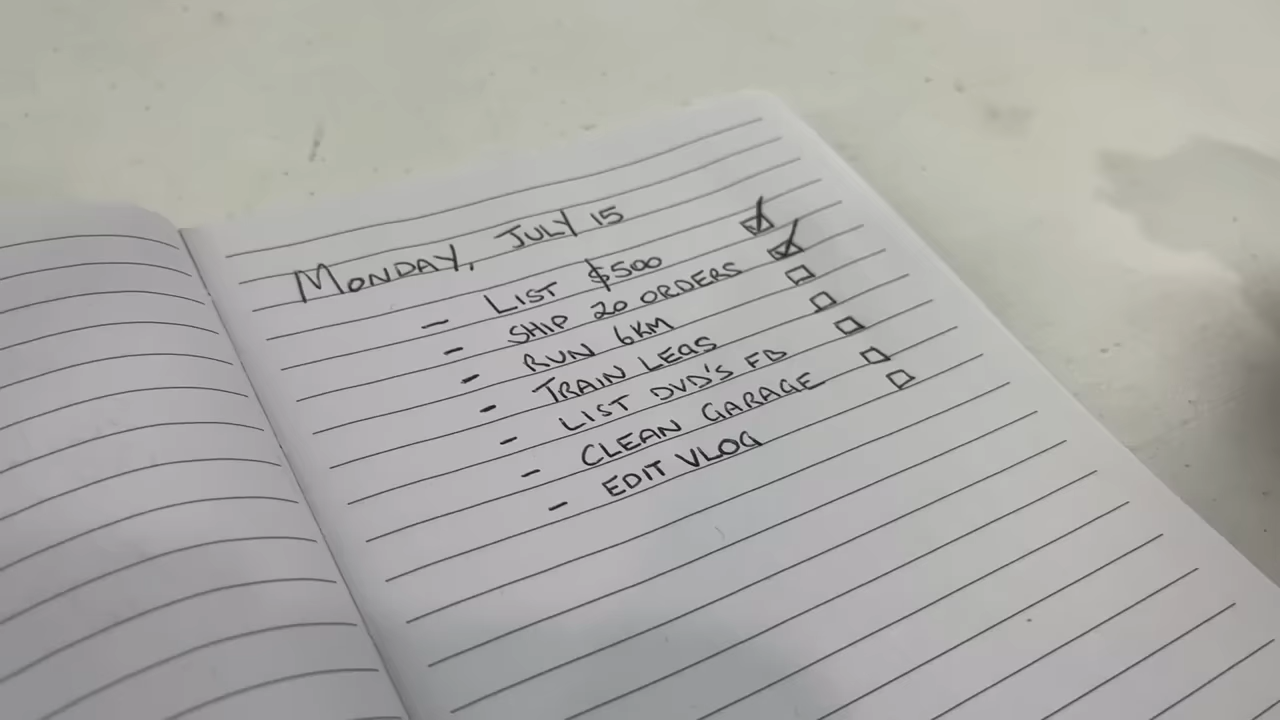 MONDAY, JULY 15
- LIST $500 ☑
- SHIP 20 ORDERS ☑
- RUN 6KM ☐
- TRAIN LEGS ☐
- LIST DVD'S FB ☐
- CLEAN GARAGE ☐
- EDIT VLOG ☐